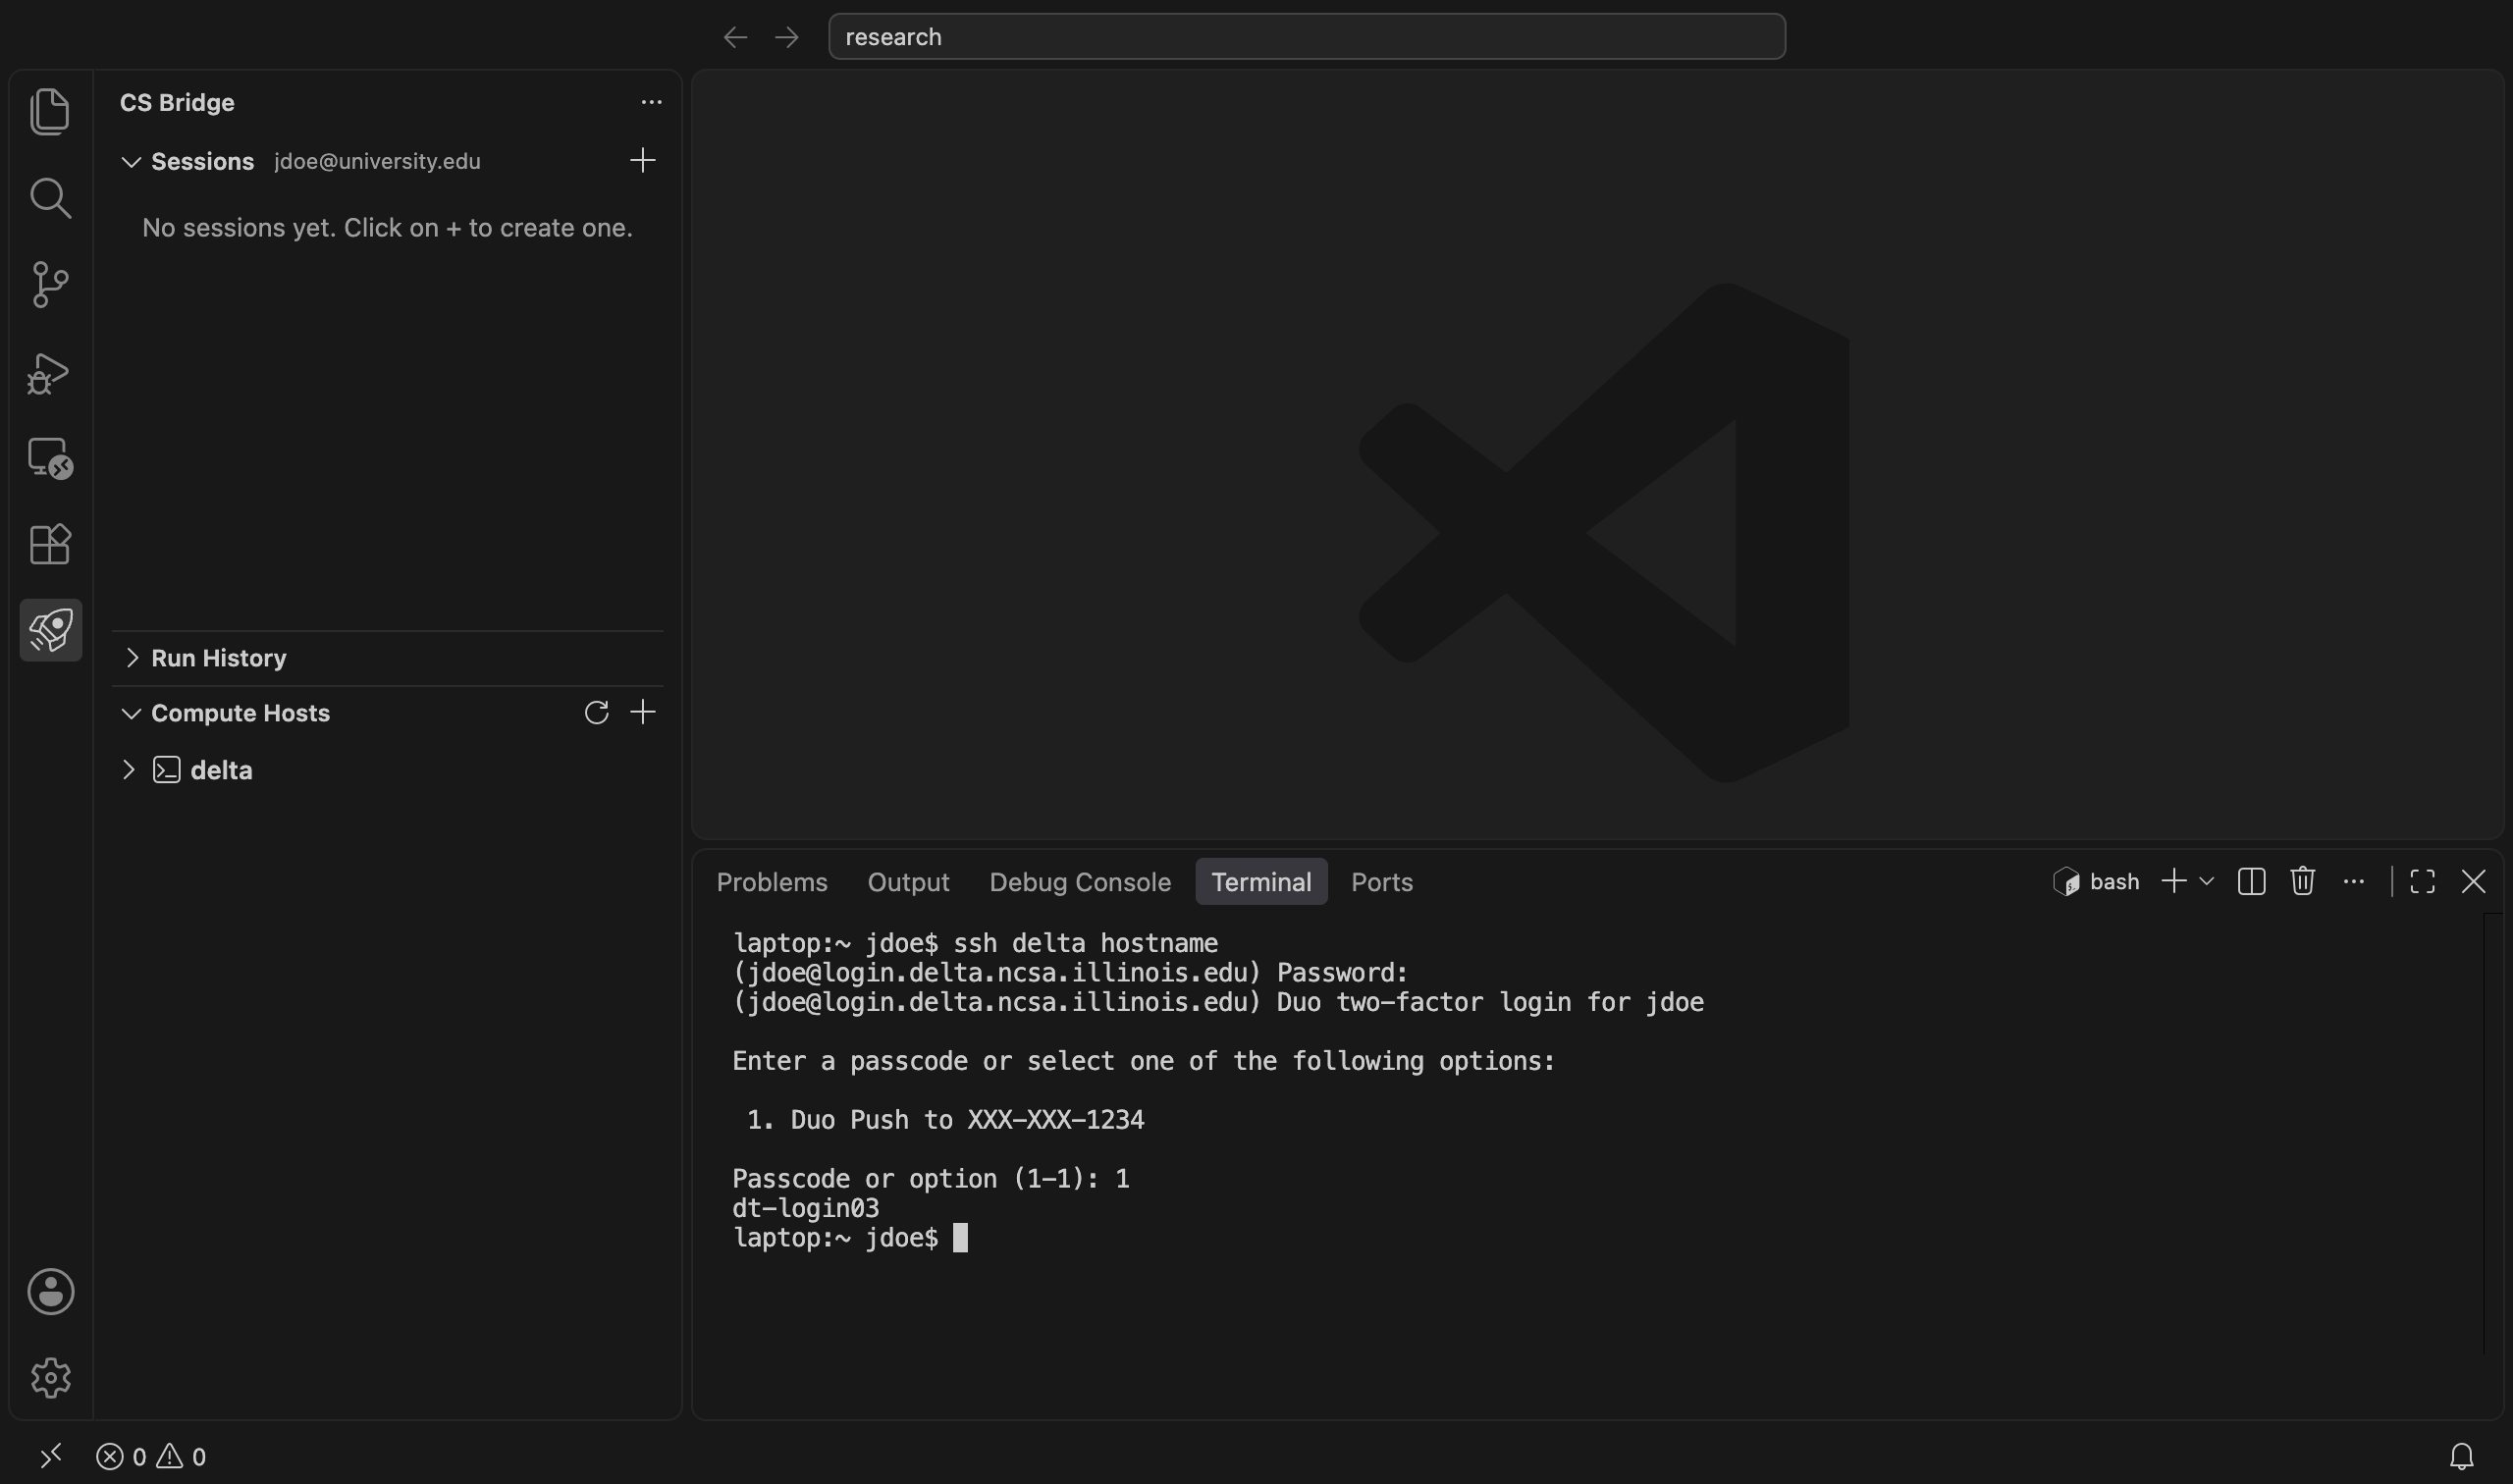 research
CS Bridge
Sessions jdoe@university.edu
No sessions yet. Click on + to create one.
Run History
Compute Hosts
delta
Problems Output Debug Console Terminal Ports
bash
laptop:~ jdoe$ ssh delta hostname
(jdoe@login.delta.ncsa.illinois.edu) Password:
(jdoe@login.delta.ncsa.illinois.edu) Duo two-factor login for jdoe
Enter a passcode or select one of the following options:
1. Duo Push to XXX-XXX-1234
Passcode or option (1-1): 1
dt-login03
laptop:~ jdoe$
0 0